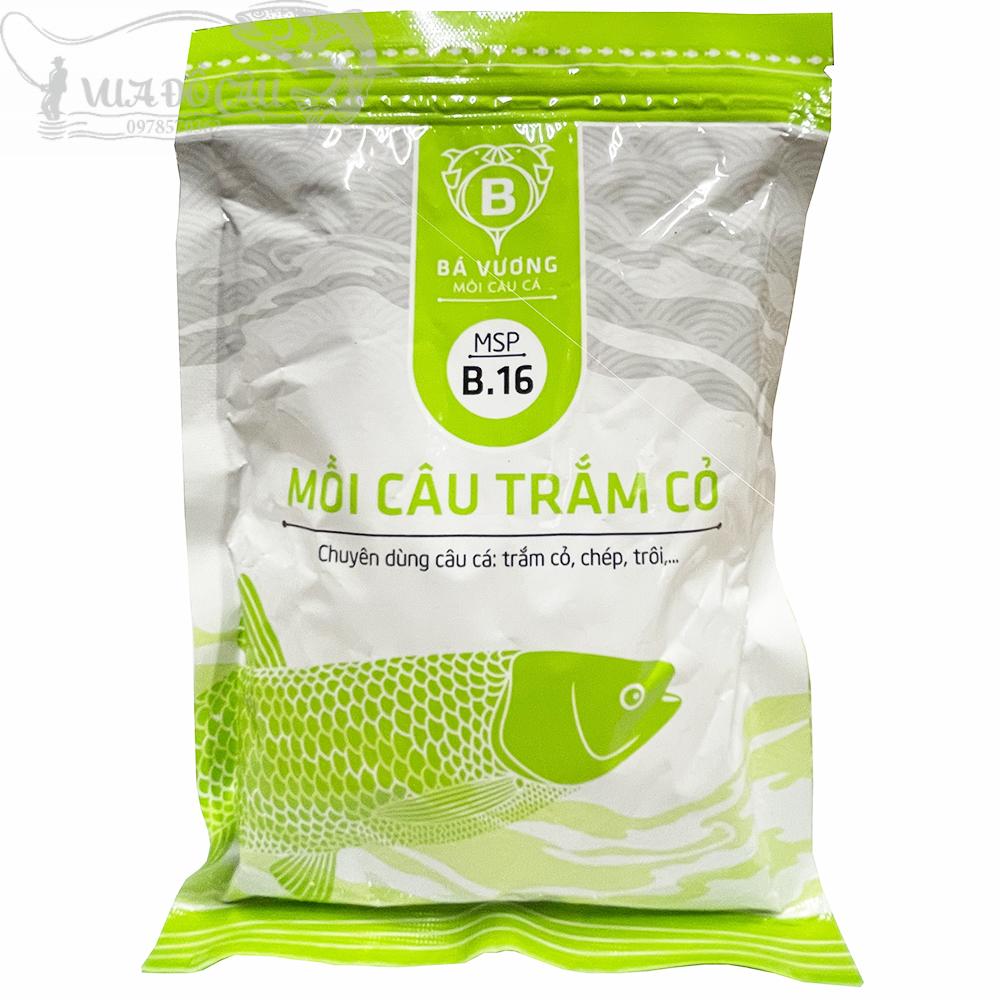 VUA ĐỒ CÂU
B
BÁ VƯƠNG
MỒI CÂU CÁ
MSP
B.16
MỒI CÂU TRẮM CỎ
Chuyên dùng câu cá: trắm cỏ, chép, trôi,...